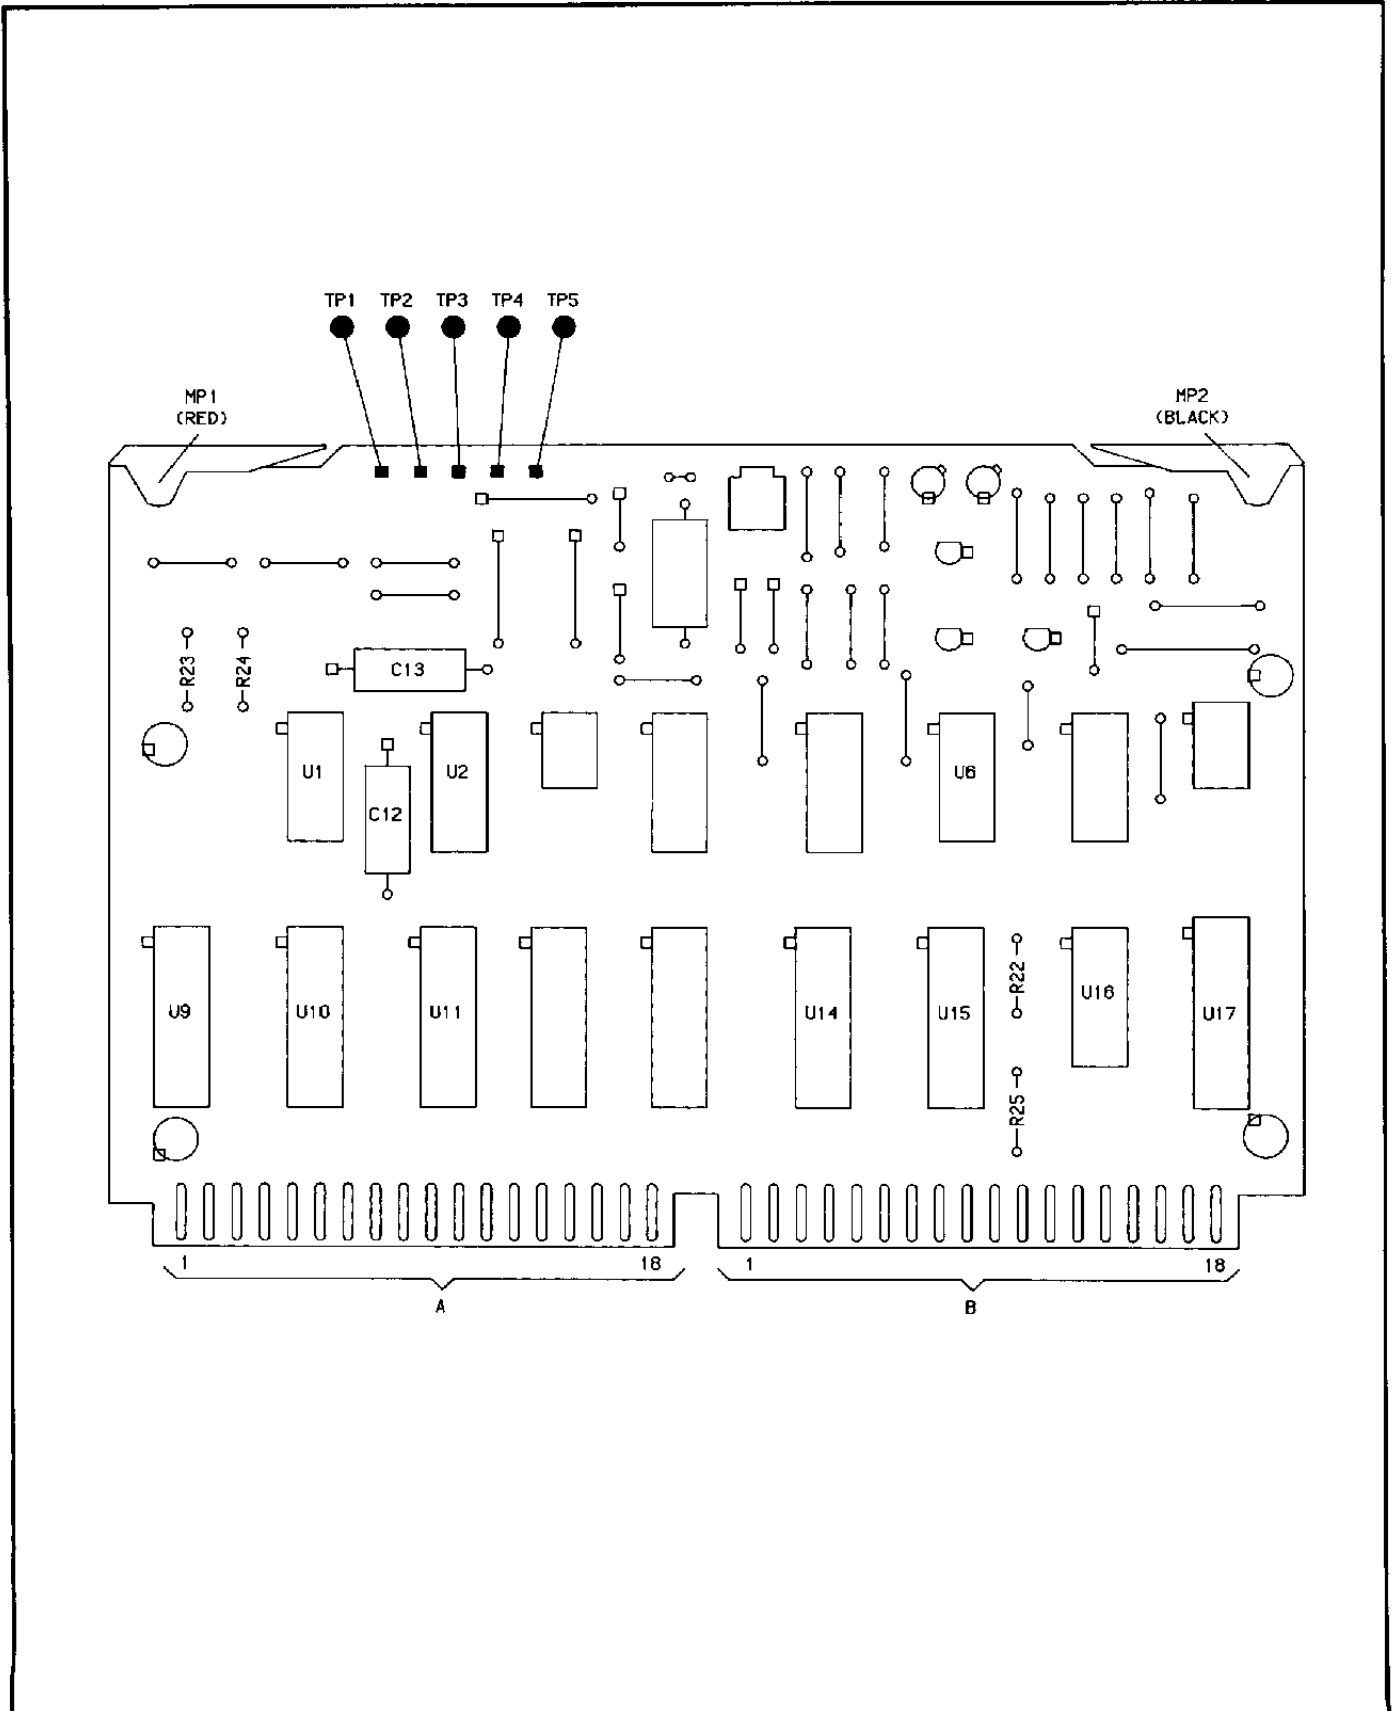 TP1 TP2 TP3 TP4 TP5
MP1
(RED)
MP2
(BLACK)
R23
R24
C13
U1
U2
U6
C12
U9
U10
U11
U14
U15
R22
U16
U17
R25
1 18
1 18
A
B